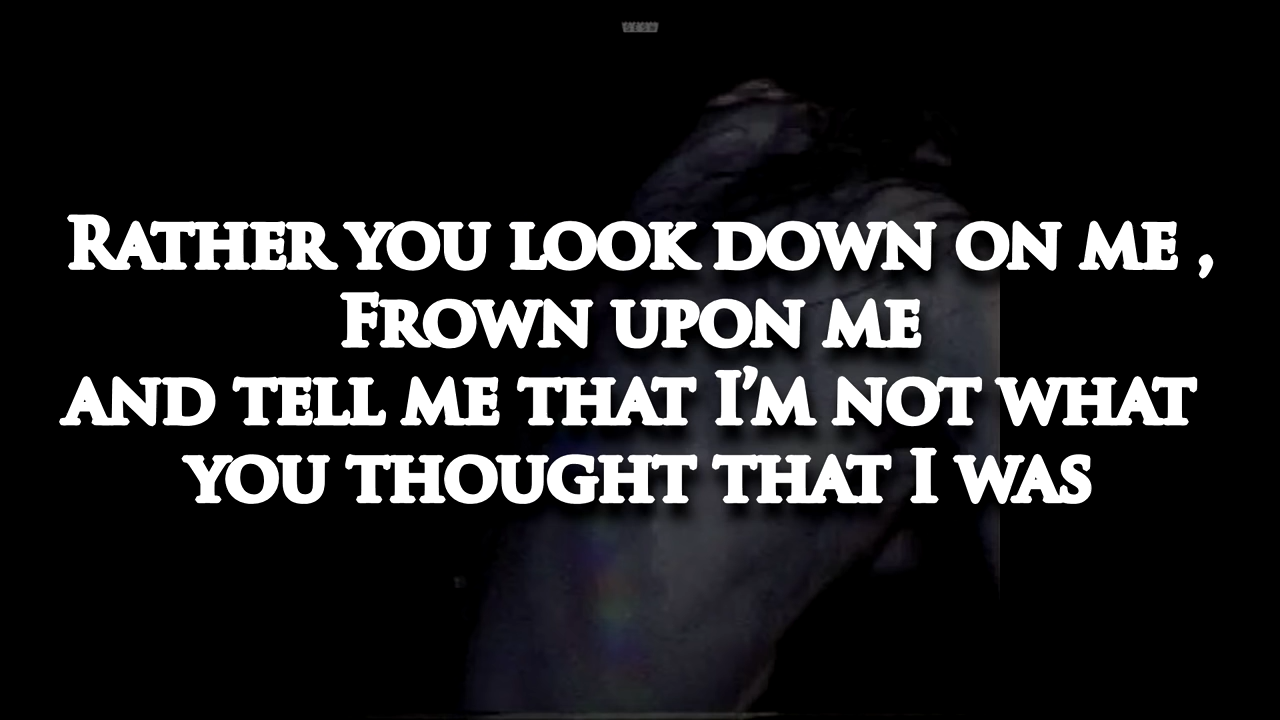 SESH
Rather you look down on me ,
Frown upon me
and tell me that I'm not what
you thought that I was